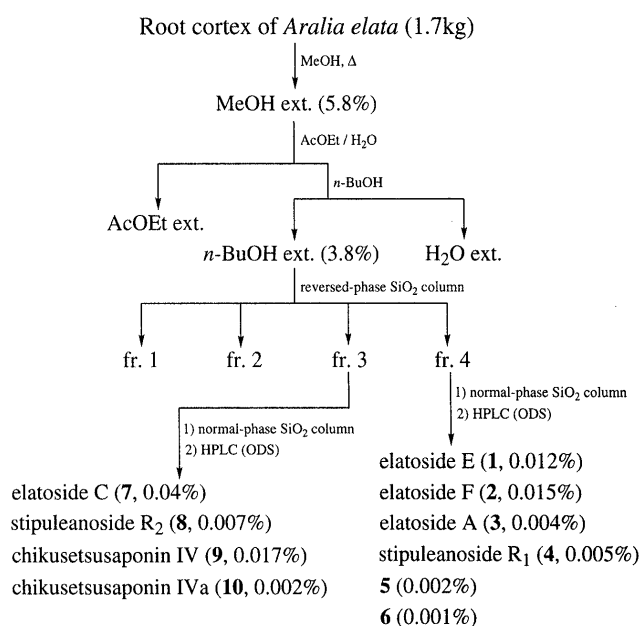 Root cortex of Aralia elata (1.7kg)
MeOH, Δ
MeOH ext. (5.8%)
AcOEt / H2O
n-BuOH
AcOEt ext.
n-BuOH ext. (3.8%)
H2O ext.
reversed-phase SiO2 column
fr. 1
fr. 2
fr. 3
fr. 4
1) normal-phase SiO2 column
2) HPLC (ODS)
elatoside C (7, 0.04%)
stipuleanoside R2 (8, 0.007%)
chikusetsusaponin IV (9, 0.017%)
chikusetsusaponin IVa (10, 0.002%)
1) normal-phase SiO2 column
2) HPLC (ODS)
elatoside E (1, 0.012%)
elatoside F (2, 0.015%)
elatoside A (3, 0.004%)
stipuleanoside R1 (4, 0.005%)
5 (0.002%)
6 (0.001%)